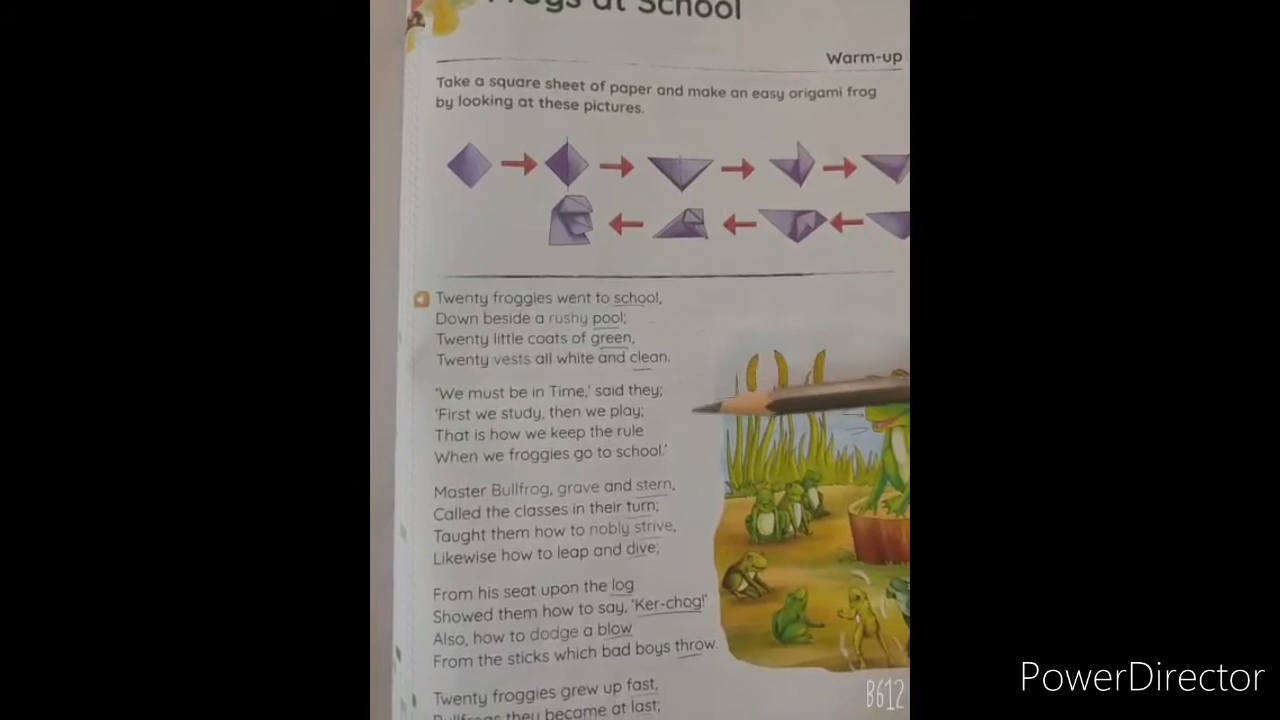 Frogs at School
Warm-up
Take a square sheet of paper and make an easy origami frog
by looking at these pictures.
Twenty froggies went to school,
Down beside a rushy pool;
Twenty little coats of green,
Twenty vests all white and clean.
'We must be in Time,' said they;
'First we study, then we play;
That is how we keep the rule
When we froggies go to school.'
Master Bullfrog, grave and stern,
Called the classes in their turn;
Taught them how to nobly strive,
Likewise how to leap and dive;
From his seat upon the log
Showed them how to say, 'Ker-chog!'
Also, how to dodge a blow
From the sticks which bad boys throw.
Twenty froggies grew up fast,
Bullfrogs they became at last;
B612
PowerDirector